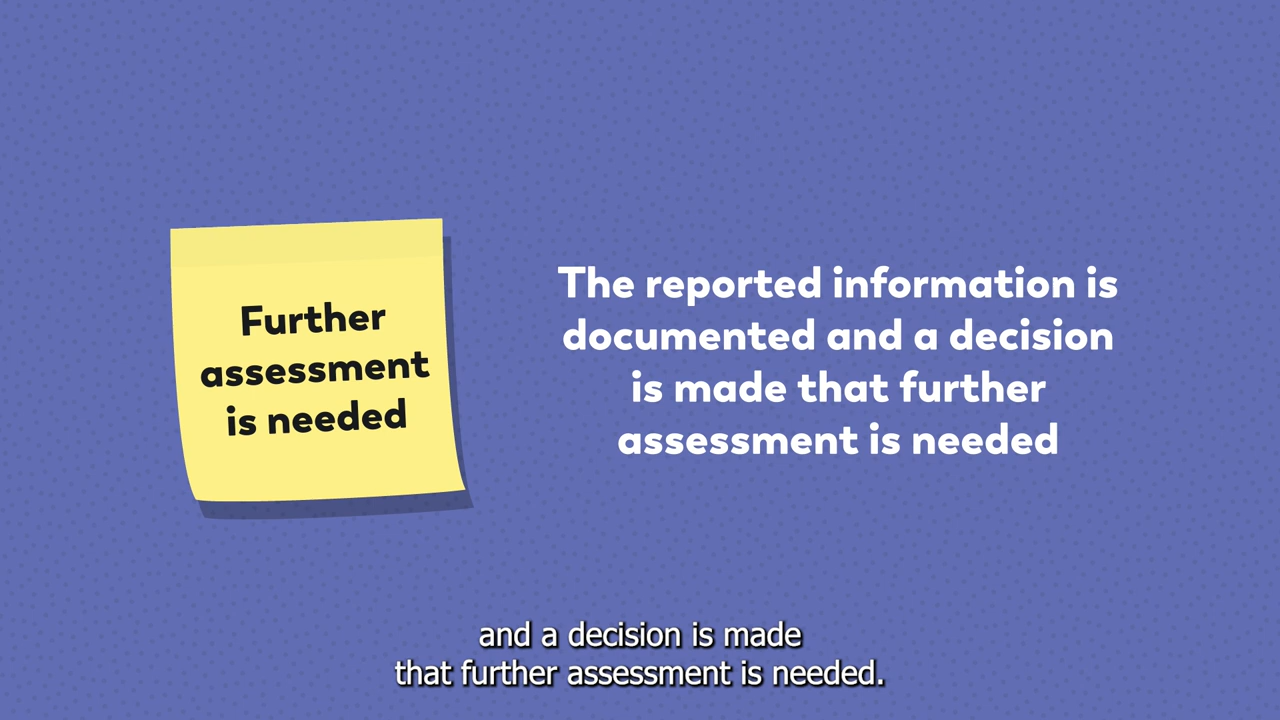 Further
assessment
is needed
The reported information is
documented and a decision
is made that further
assessment is needed
and a decision is made
that further assessment is needed.